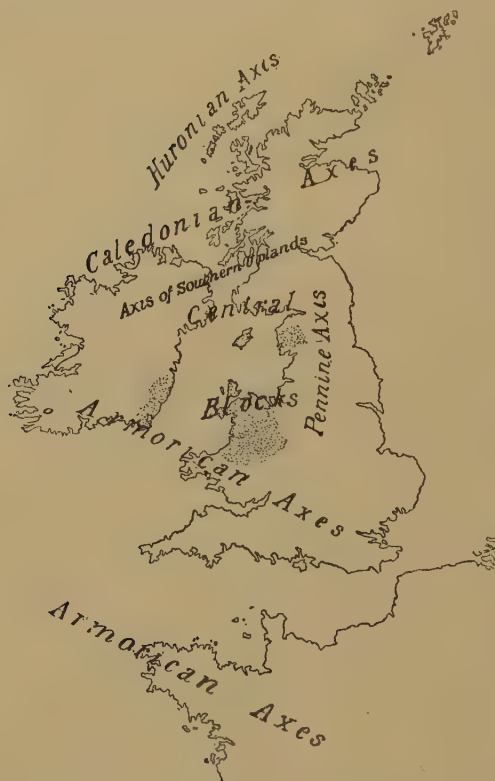 Huronian Axis
Caledonian Axes
Axis of Southern Uplands
Central
Pennine Axis
Blocks
Armorican Axes
Armorican Axes